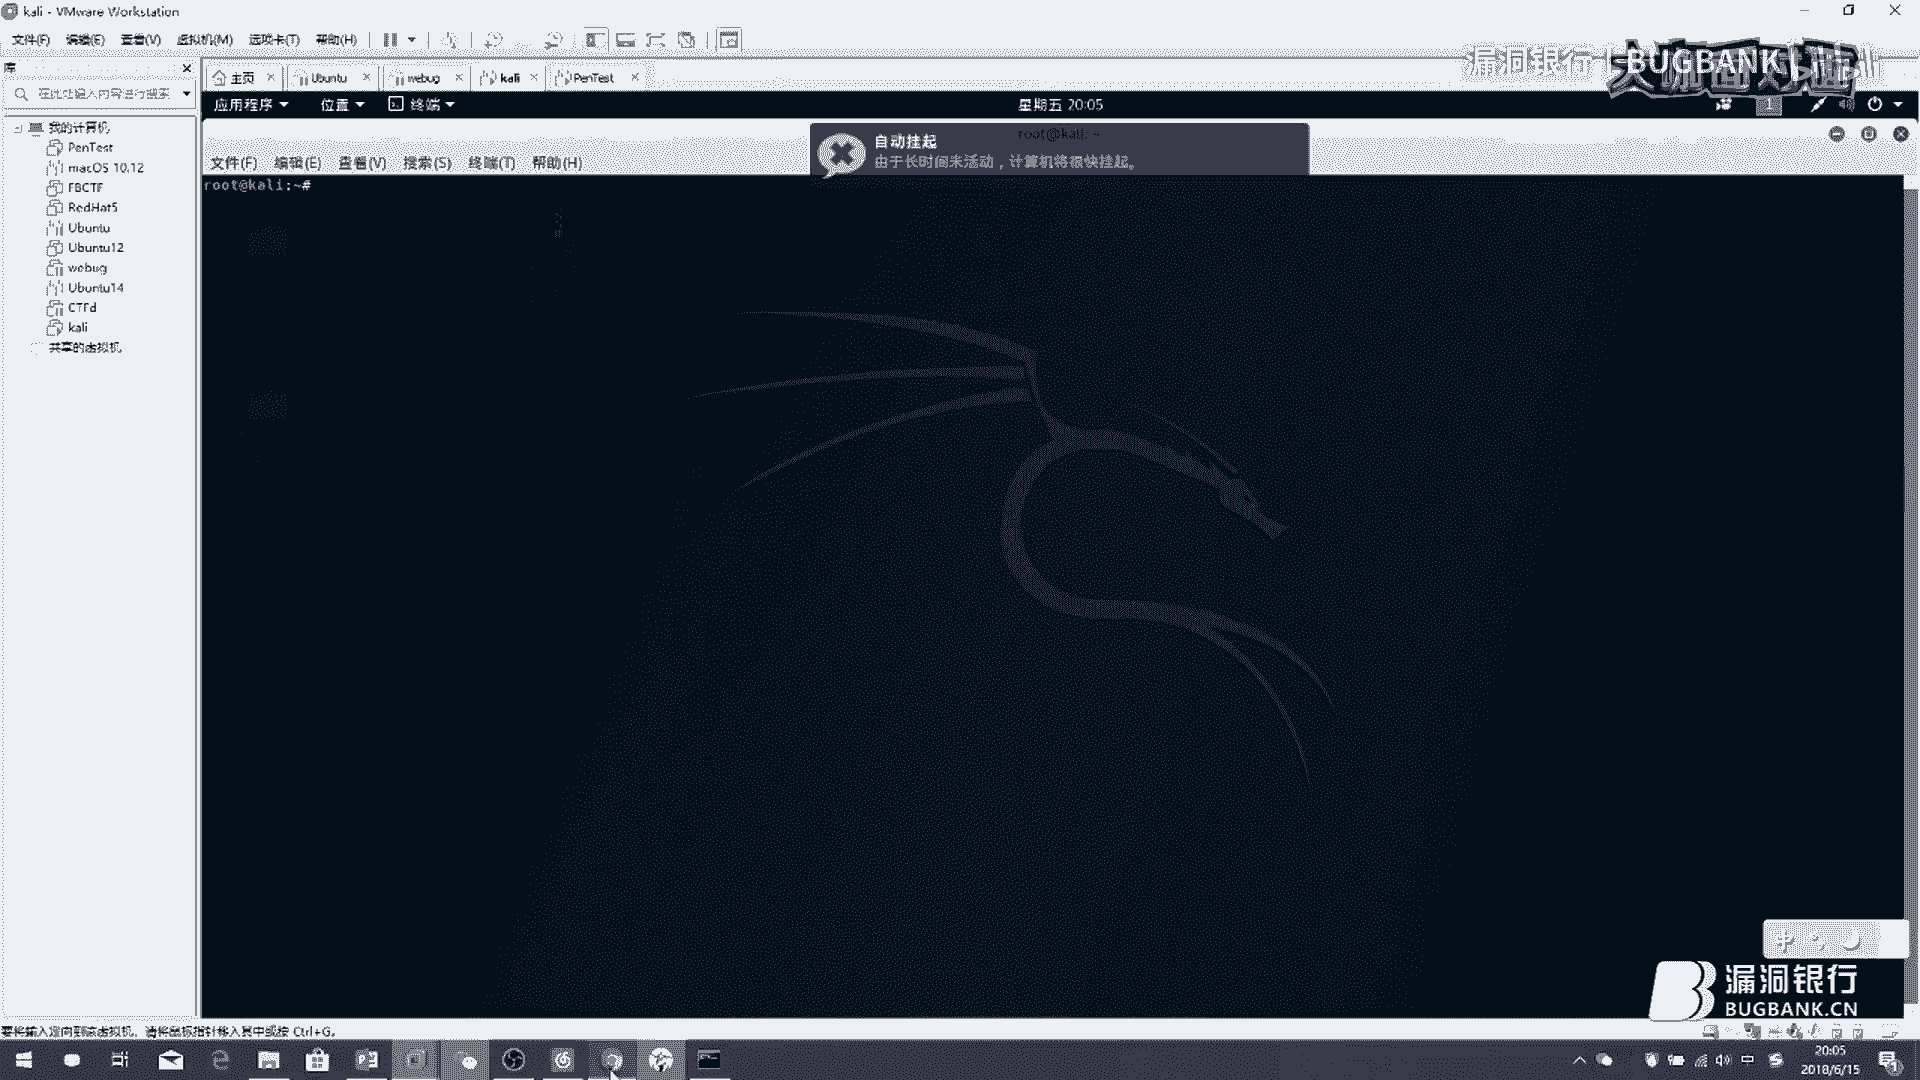 kali - VMware Workstation
文件(F) 编辑(E) 查看(V) 虚拟机(M) 选项卡(T) 帮助(H)
漏洞银行 BUGBANK
库
在此处键入内容进行搜索
主页 Ubuntu webug kali PenTest
应用程序 位置 终端 星期五 20:05 1
我的计算机
PenTest
macOS 10.12
FBCTF
RedHat5
Ubuntu
Ubuntu12
webug
Ubuntu14
CTFd
kali
共享的虚拟机
root@kali: ~
自动挂起
由于长时间未活动，计算机将很快挂起。
文件(F) 编辑(E) 查看(V) 搜索(S) 终端(T) 帮助(H)
root@kali:~#
中
漏洞银行
BUGBANK.CN
要将输入定向到该虚拟机，请将鼠标指针移入其中或按 Ctrl+G。
中
20:05
2018/6/15